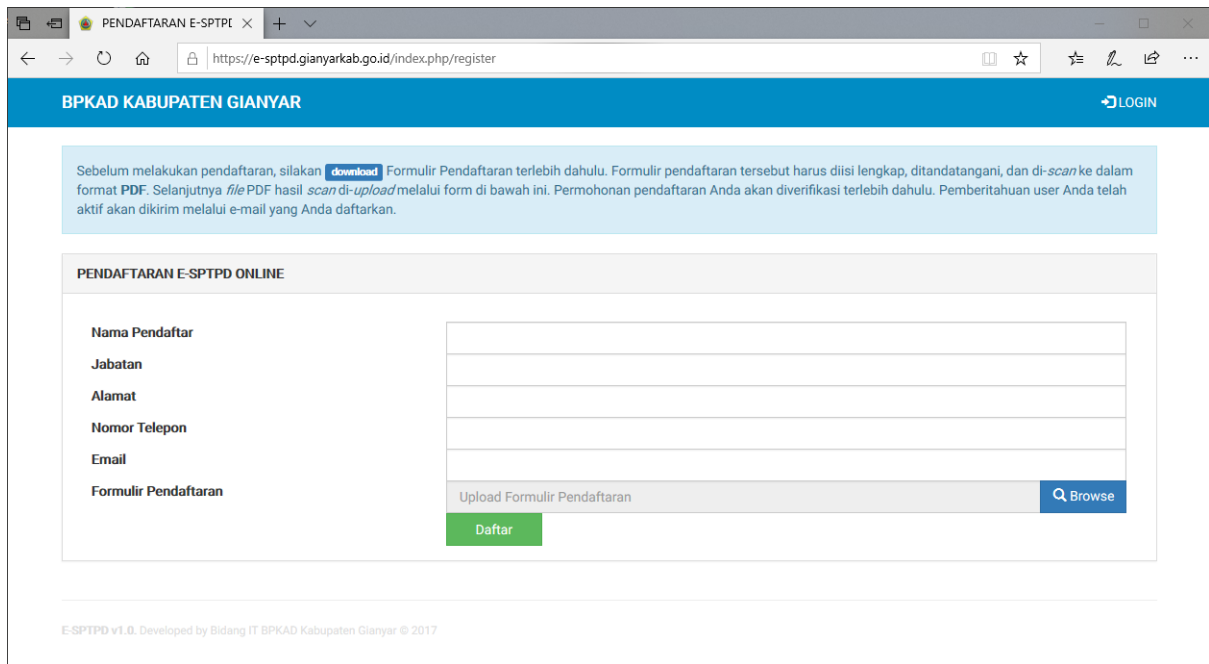 PENDAFTARAN E-SPTPE
https://e-sptpd.gianyarkab.go.id/index.php/register
BPKAD KABUPATEN GIANYAR
LOGIN
Sebelum melakukan pendaftaran, silakan download Formulir Pendaftaran terlebih dahulu. Formulir pendaftaran tersebut harus diisi lengkap, ditandatangani, dan di-scan ke dalam
format PDF. Selanjutnya file PDF hasil scan di-upload melalui form di bawah ini. Permohonan pendaftaran Anda akan diverifikasi terlebih dahulu. Pemberitahuan user Anda telah
aktif akan dikirim melalui e-mail yang Anda daftarkan.
PENDAFTARAN E-SPTPD ONLINE
Nama Pendaftar
Jabatan
Alamat
Nomor Telepon
Email
Formulir Pendaftaran
Upload Formulir Pendaftaran
Browse
Daftar
E-SPTPD v1.0. Developed by Bidang IT BPKAD Kabupaten Gianyar © 2017